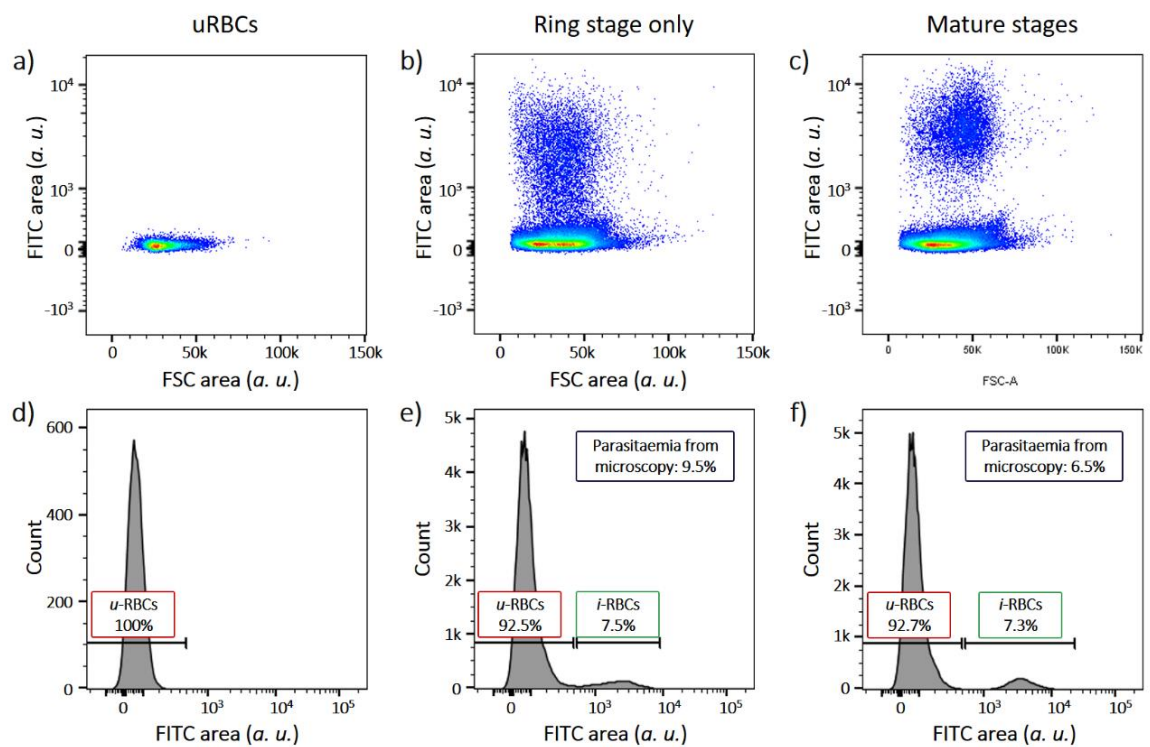 uRBCs
Ring stage only
Mature stages
a)
FITC area (a. u.)
10⁴
10³
0
-10³
0 50k 100k 150k
FSC area (a. u.)
b)
FITC area (a. u.)
10⁴
10³
0
-10³
0 50k 100k 150k
FSC area (a. u.)
c)
FITC area (a. u.)
10⁴
10³
0
-10³
0 50K 100K 150K
FSC-A
d)
Count
600
400
200
0
u-RBCs
100%
0 10³ 10⁴ 10⁵
FITC area (a. u.)
e)
Count
5k
4k
3k
2k
1k
0
Parasitaemia from
microscopy: 9.5%
u-RBCs
92.5%
i-RBCs
7.5%
0 10³ 10⁴ 10⁵
FITC area (a. u.)
f)
Count
5k
4k
3k
2k
1k
0
Parasitaemia from
microscopy: 6.5%
u-RBCs
92.7%
i-RBCs
7.3%
0 10³ 10⁴ 10⁵
FITC area (a. u.)